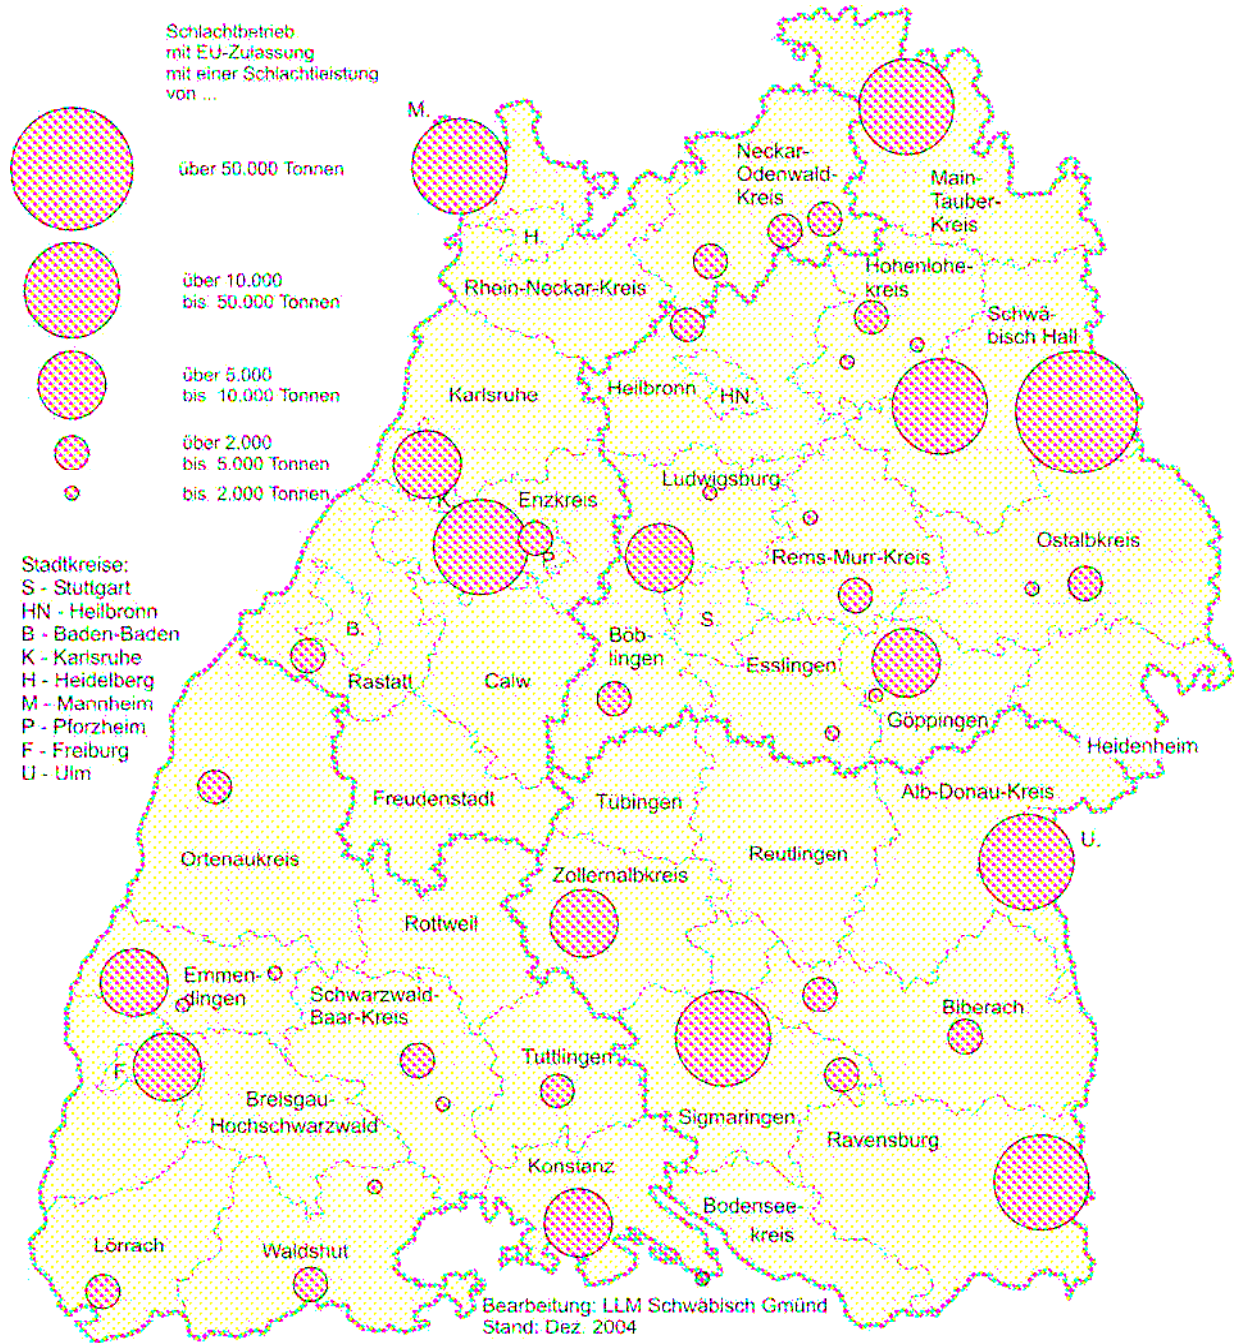 Schlachtbetrieb
mit EU-Zulassung
mit einer Schlachtleistung
von ...
über 50.000 Tonnen
über 10.000
bis 50.000 Tonnen
über 5.000
bis 10.000 Tonnen
über 2.000
bis 5.000 Tonnen
bis 2.000 Tonnen
Stadtkreise:
S - Stuttgart
HN - Heilbronn
B - Baden-Baden
K - Karlsruhe
H - Heidelberg
M - Mannheim
P - Pforzheim
F - Freiburg
U - Ulm
M.
Neckar-
Odenwald-
Kreis
Main-
Tauber-
Kreis
H.
Rhein-Neckar-Kreis
Hohenlohe-
kreis
Schwä-
bisch Hall
Karlsruhe
Heilbronn
HN.
Ludwigsburg
K.
Enzkreis
P
Rems-Murr-Kreis
Ostalbkreis
B.
Rastatt
Calw
Böb-
lingen
S.
Esslingen
Göppingen
Heidenheim
Freudenstadt
Tübingen
Reutlingen
Alb-Donau-Kreis
U.
Ortenaukreis
Zollernalbkreis
Rottweil
Emmen-
dingen
Schwarzwald-
Baar-Kreis
Tuttlingen
Biberach
F.
Breisgau-
Hochschwarzwald
Sigmaringen
Ravensburg
Konstanz
Bodensee-
kreis
Lörrach
Waldshut
Bearbeitung: LLM Schwäbisch Gmünd
Stand: Dez. 2004